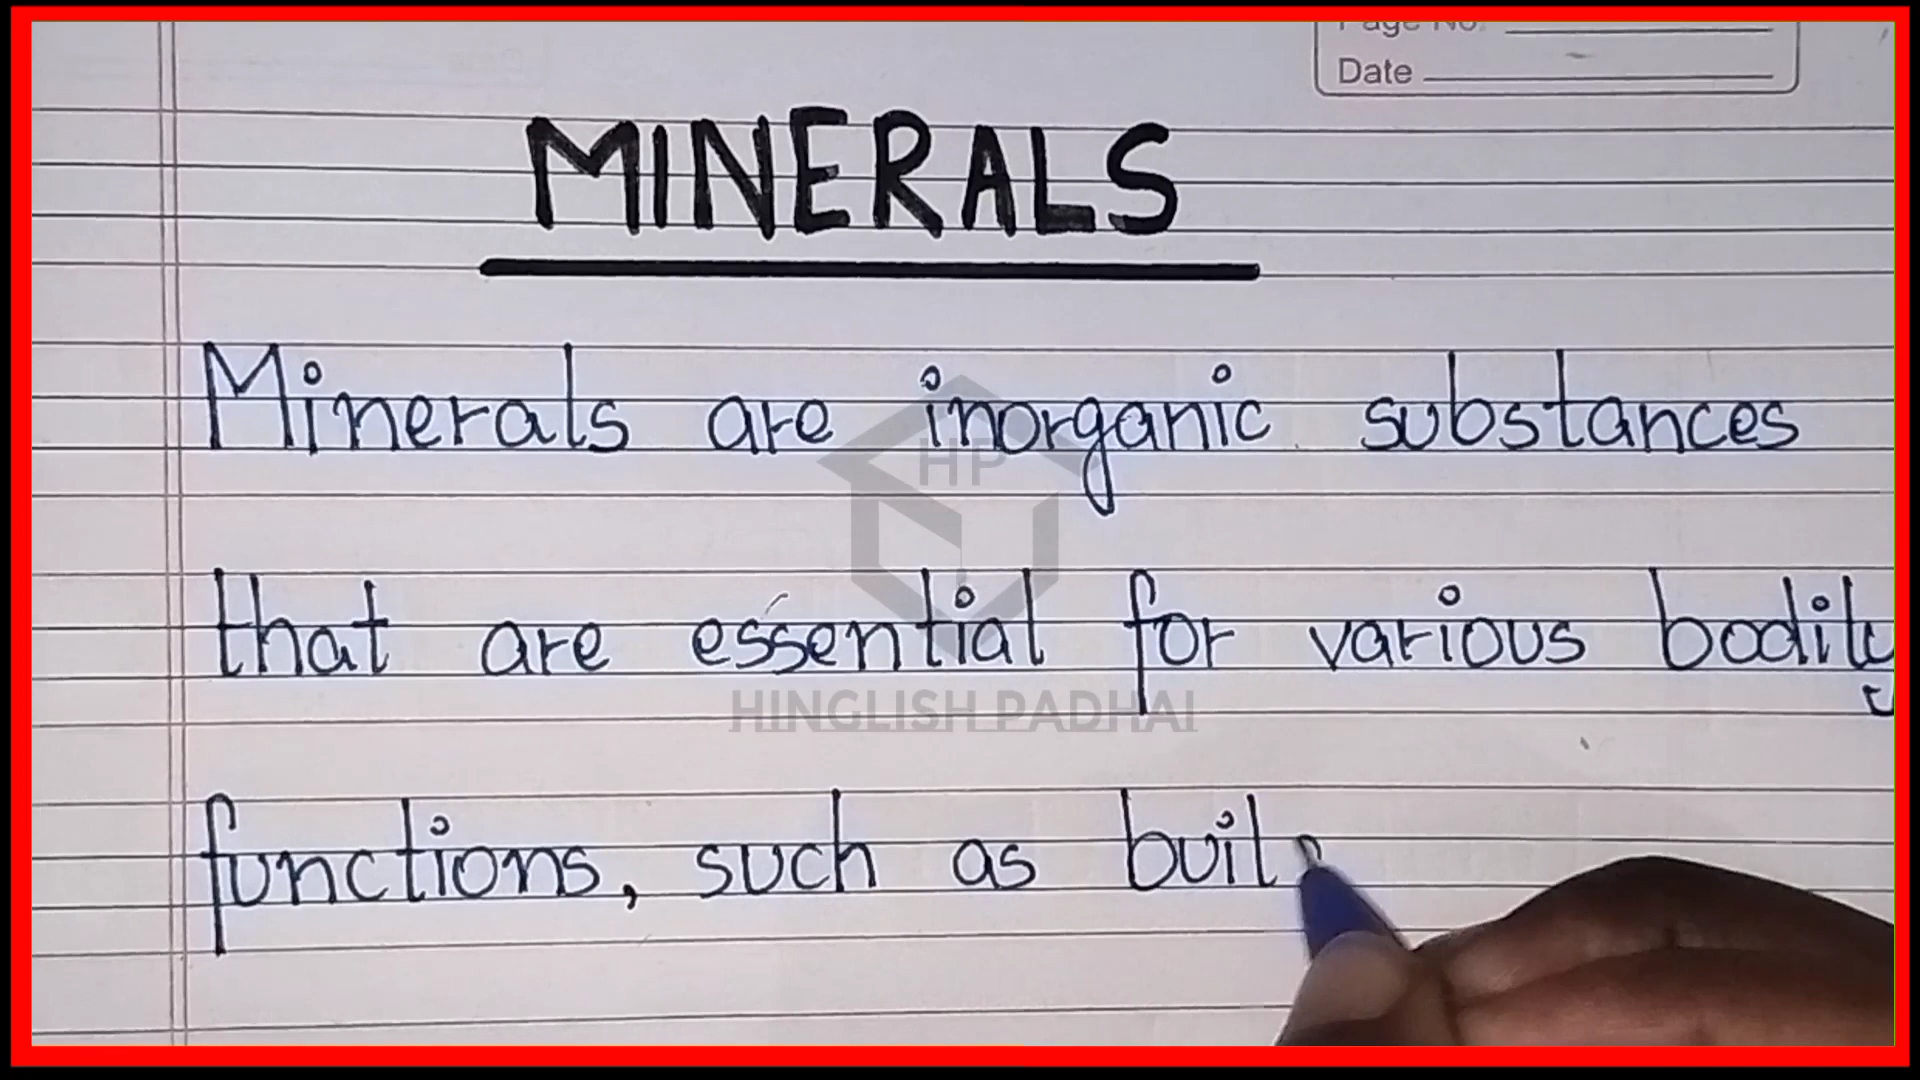 Page No.
Date
MINERALS
Minerals are inorganic substances
HP
that are essential for various bodily
HINGLISH PADHAI
functions, such as buil